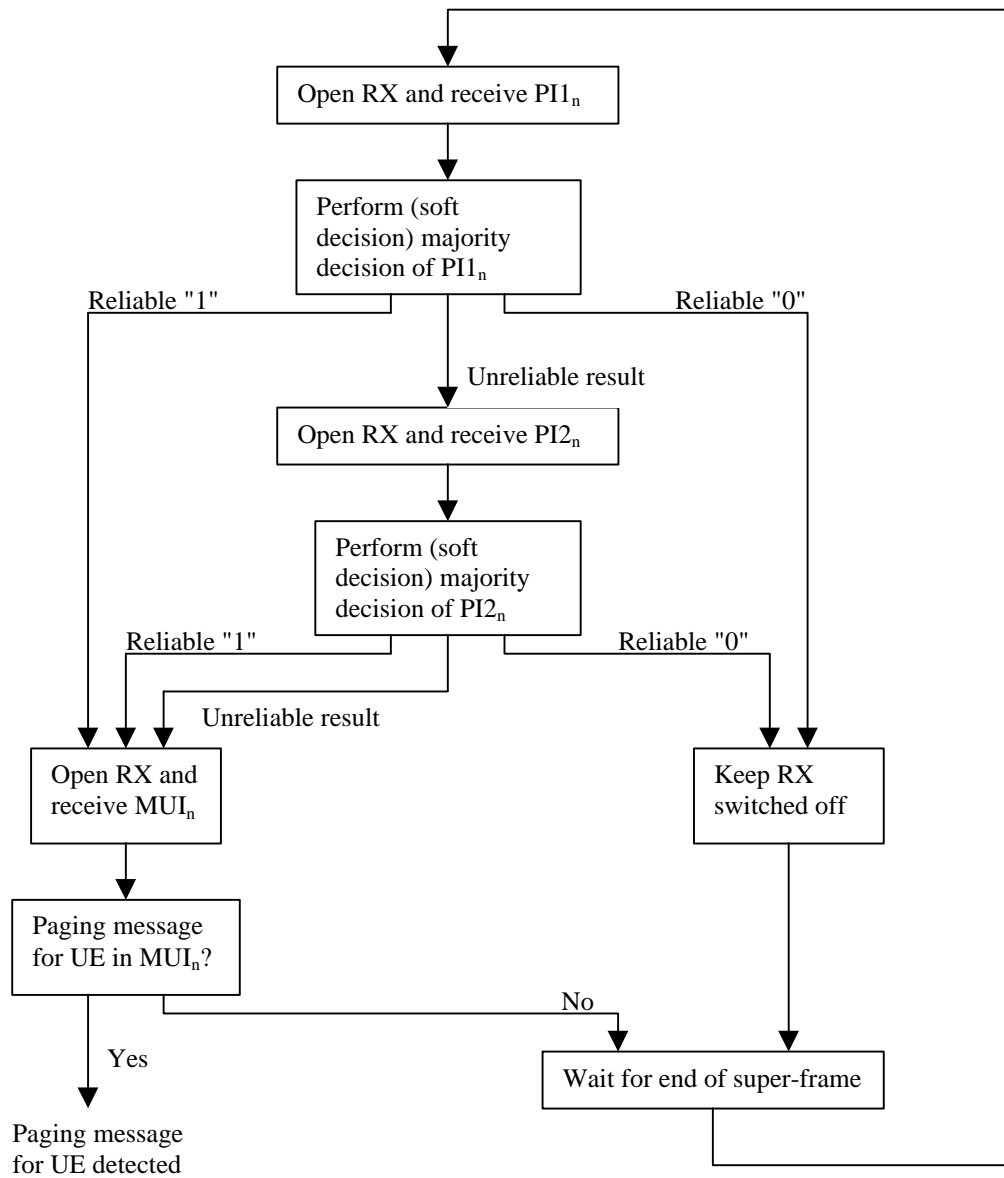 Open RX and receive PI1n
Perform (soft
decision) majority
decision of PI1n
Reliable "1"
Reliable "0"
Unreliable result
Open RX and receive PI2n
Perform (soft
decision) majority
decision of PI2n
Reliable "1"
Reliable "0"
Unreliable result
Open RX and
receive MUIn
Keep RX
switched off
Paging message
for UE in MUIn?
No
Yes
Wait for end of super-frame
Paging message
for UE detected